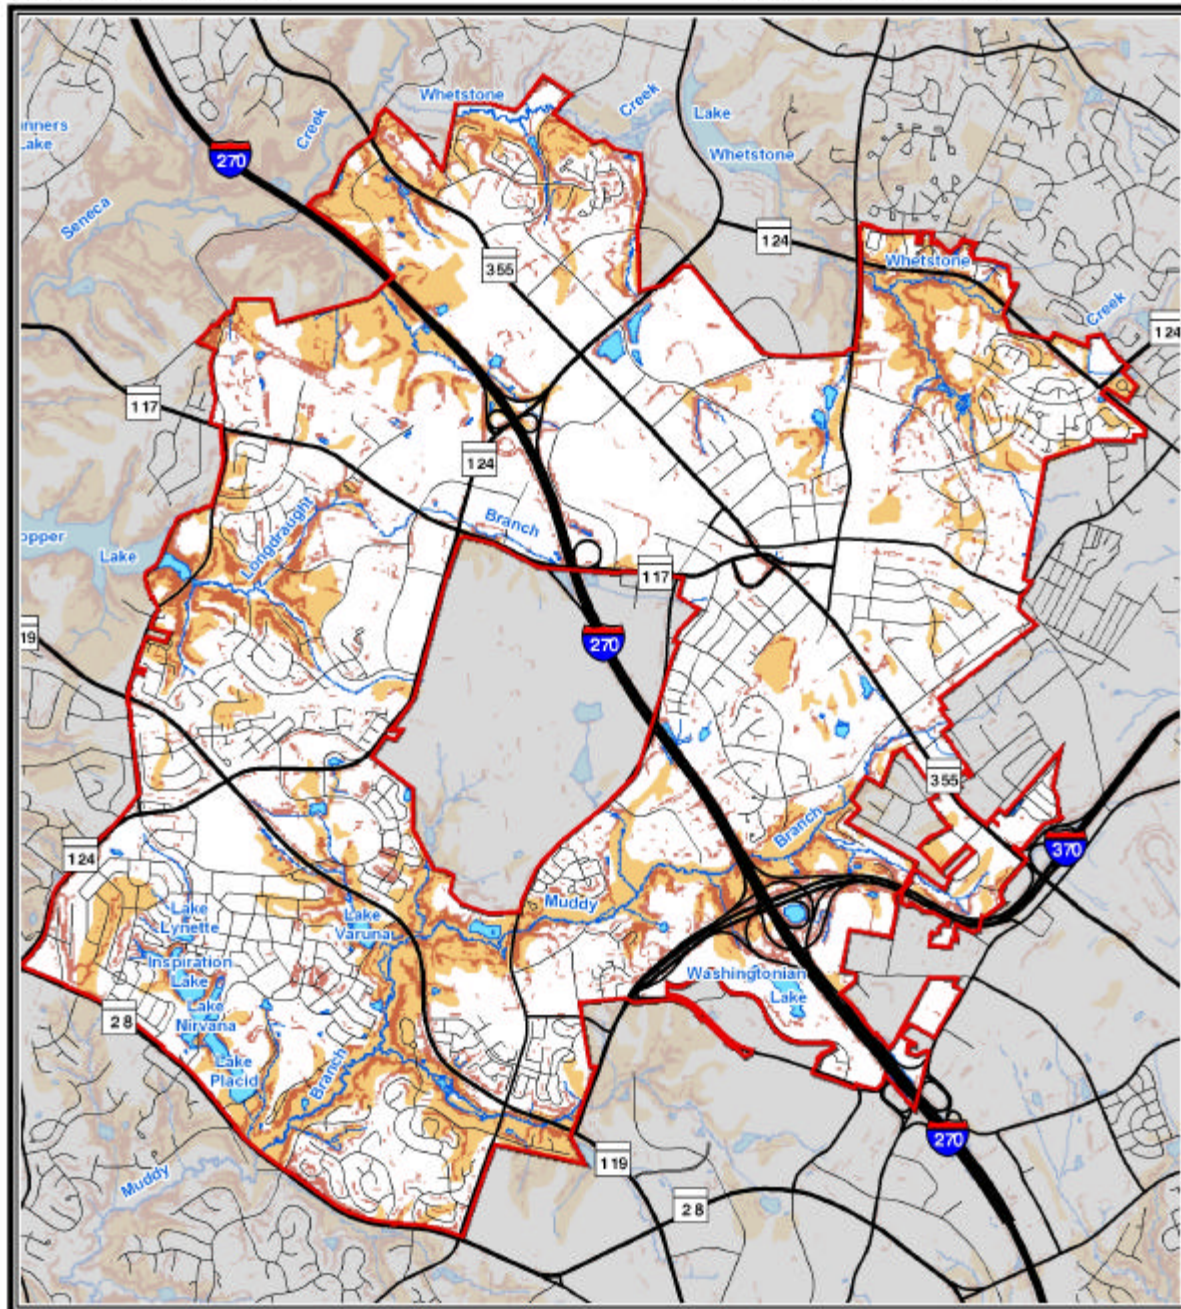 Whetstone
Creek
Creek
Lake
Whetstone
270
Seneca
124
355
Whetstone
Creek
124
117
124
Longdraught
Branch
Lake
117
270
355
Branch
370
124
Lake
Lynette
Lake
Varuna
Muddy
Inspiration
Lake
Washingtonian
Lake
Lake
Nirvana
28
Lake
Placid
Branch
270
119
Muddy
28